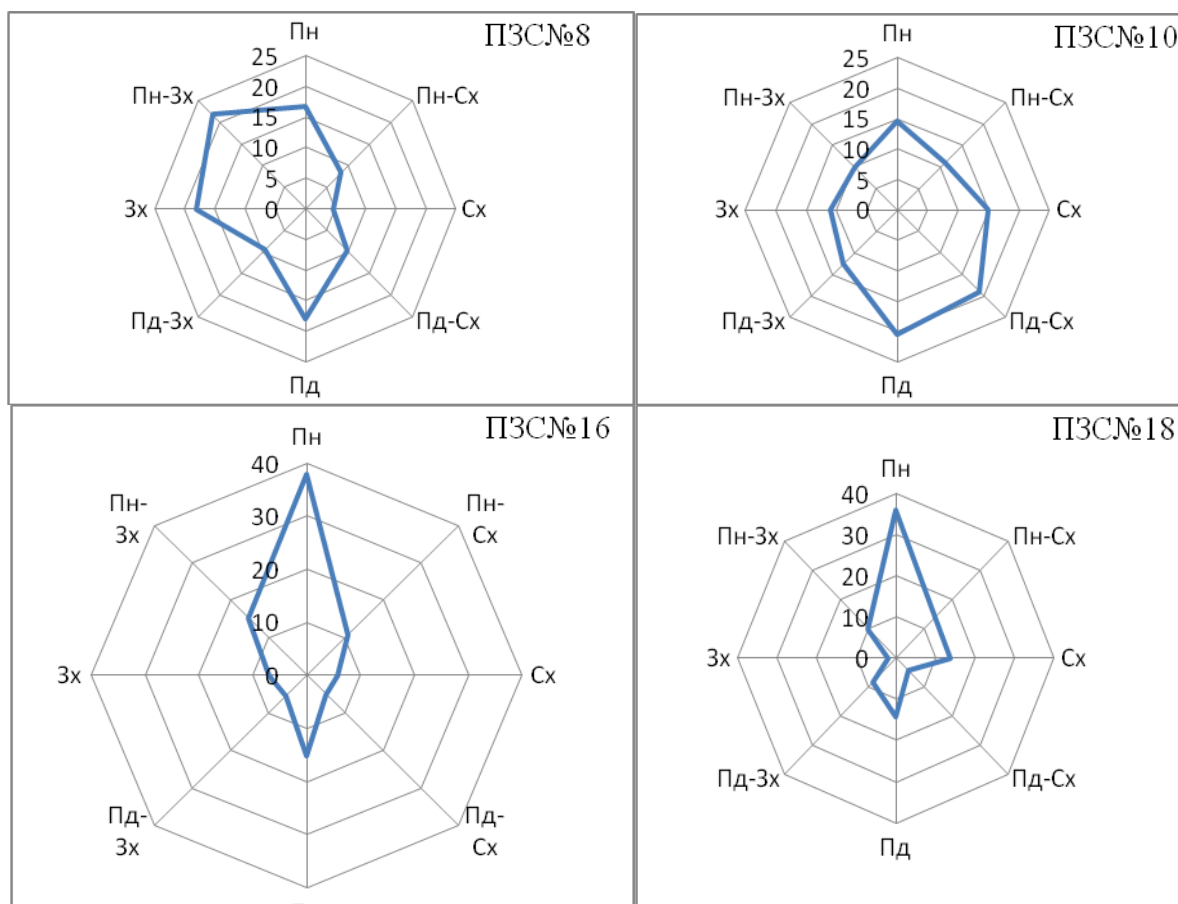 ПЗС№8
Пн
25
20
15
10
5
0
Пн-Зх
Пн-Сх
Зх
Сх
Пд-Зх
Пд-Сх
Пд
ПЗС№10
Пн
25
20
15
10
5
0
Пн-Зх
Пн-Сх
Зх
Сх
Пд-Зх
Пд-Сх
Пд
ПЗС№16
Пн
40
30
20
10
0
Пн-
Зх
Пн-
Сх
Зх
Сх
Пд-
Зх
Пд-
Сх
ПЗС№18
Пн
40
30
20
10
0
Пн-Зх
Пн-Сх
Зх
Сх
Пд-Зх
Пд-Сх
Пд